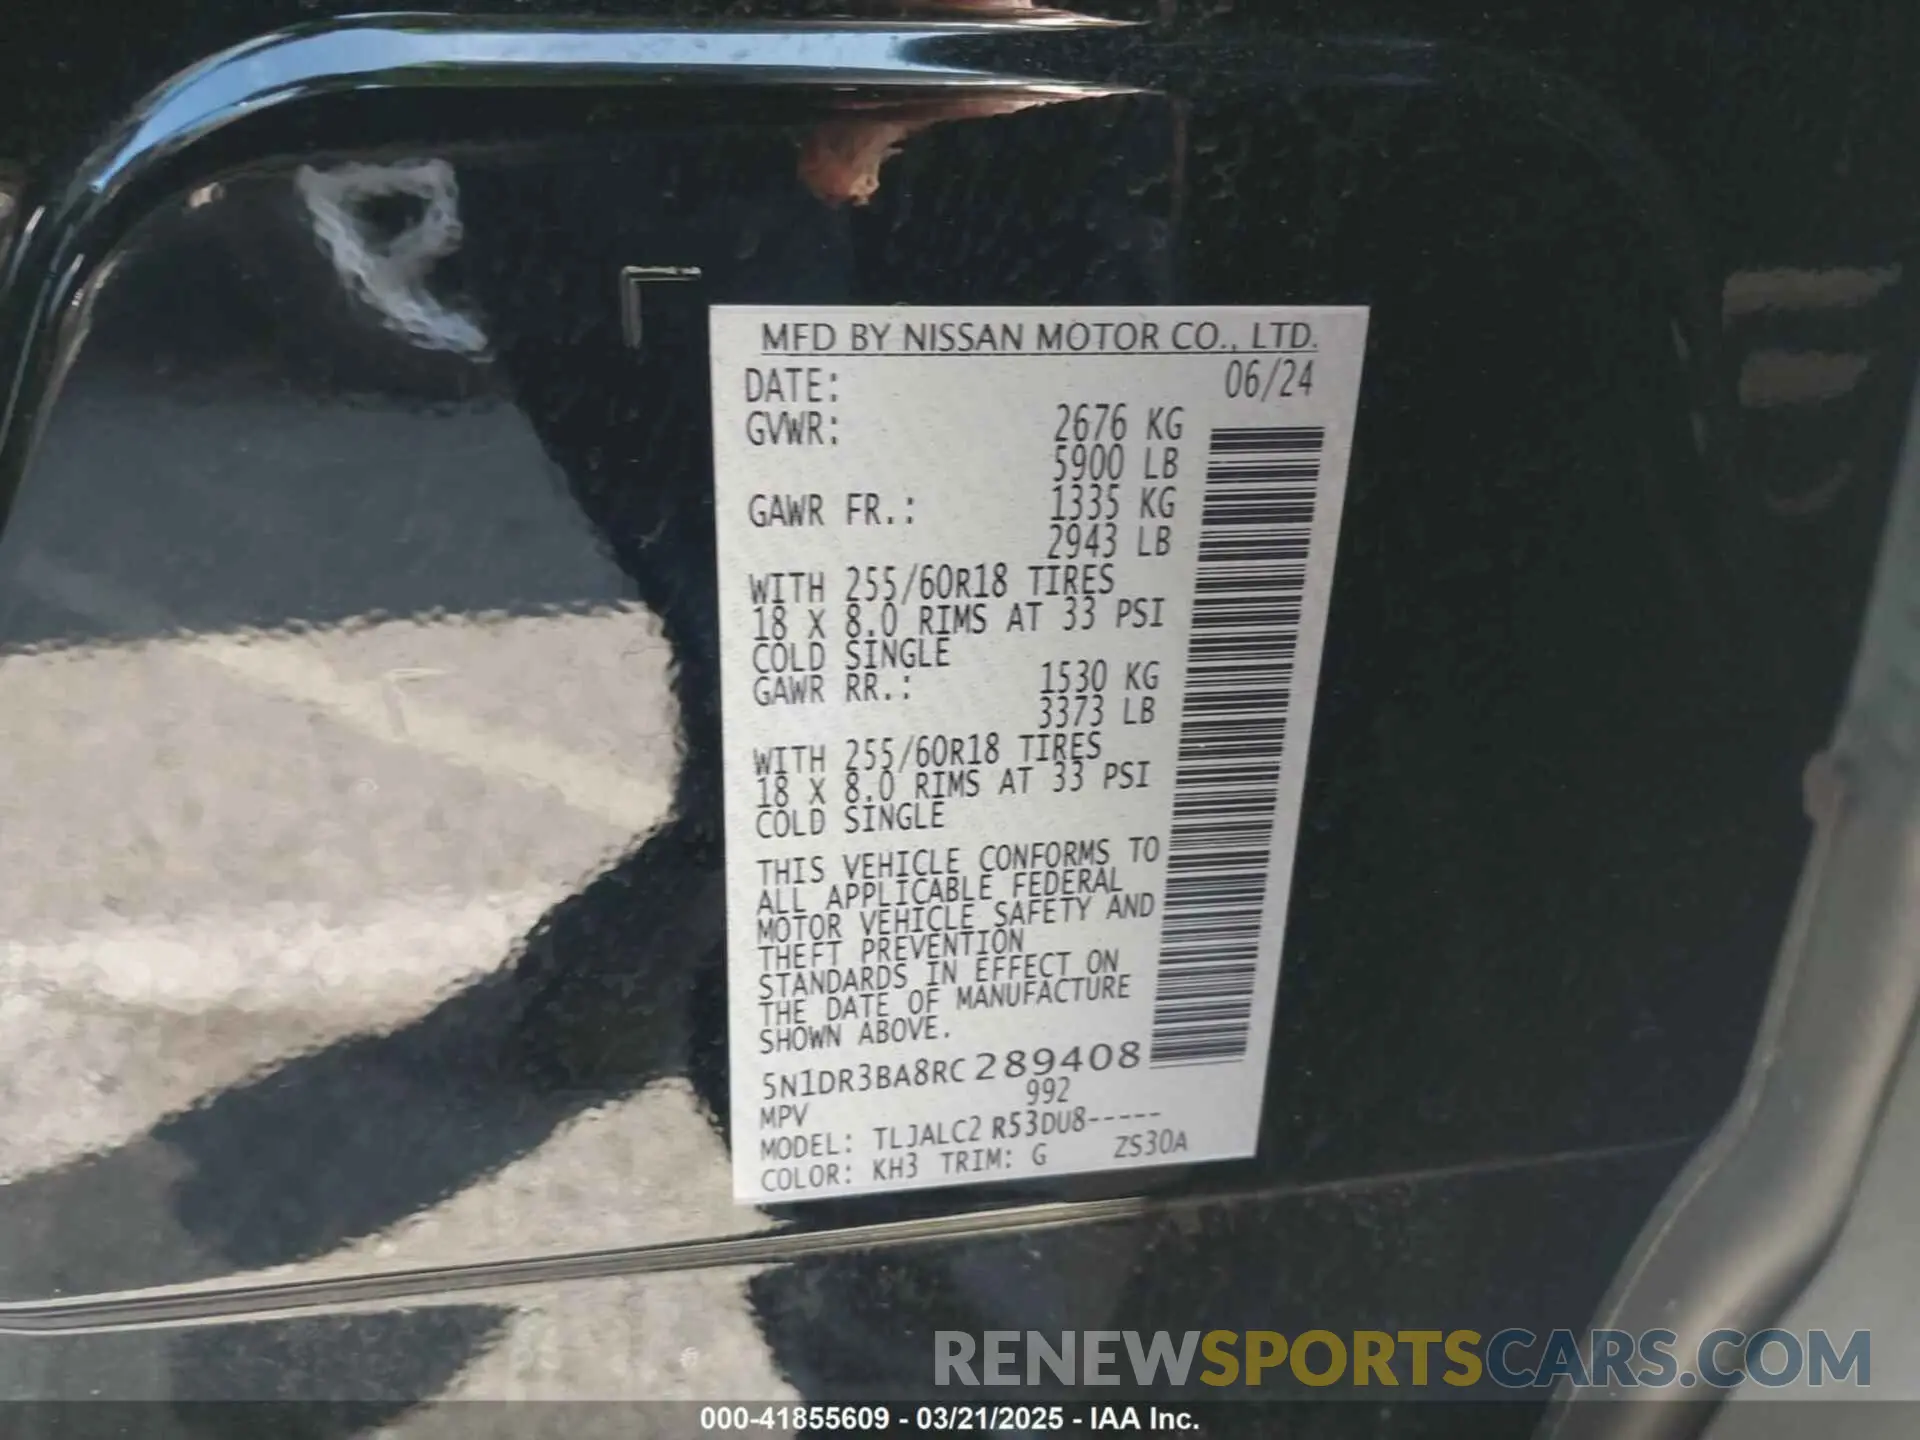 MFD BY NISSAN MOTOR CO., LTD.
DATE: 06/24
GVWR: 2676 KG
5900 LB
GAWR FR.: 1335 KG
2943 LB
WITH 255/60R18 TIRES
18 X 8.0 RIMS AT 33 PSI
COLD SINGLE
GAWR RR.: 1530 KG
3373 LB
WITH 255/60R18 TIRES
18 X 8.0 RIMS AT 33 PSI
COLD SINGLE
THIS VEHICLE CONFORMS TO
ALL APPLICABLE FEDERAL
MOTOR VEHICLE SAFETY AND
THEFT PREVENTION
STANDARDS IN EFFECT ON
THE DATE OF MANUFACTURE
SHOWN ABOVE.
5N1DR3BA8RC289408
MPV 992
MODEL: TLJALC2 R53DU8-----
COLOR: KH3 TRIM: G ZS30A
RENEWSPORTSCARS.COM
000-41855609 - 03/21/2025 - IAA Inc.